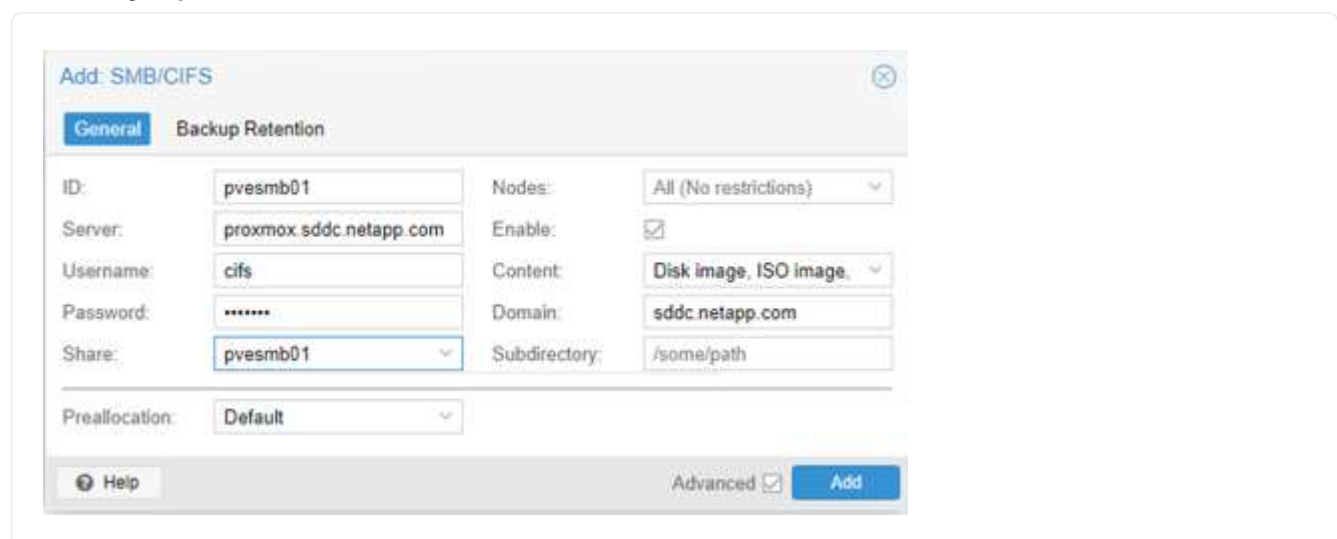 Add: SMB/CIFS
General Backup Retention
ID: pvesmb01 Nodes: All (No restrictions)
Server: proxmox.sddc.netapp.com Enable:
Username: cifs Content: Disk image, ISO image,
Password: ••••••• Domain: sddc.netapp.com
Share: pvesmb01 Subdirectory: /some/path
Preallocation: Default
Help Advanced Add